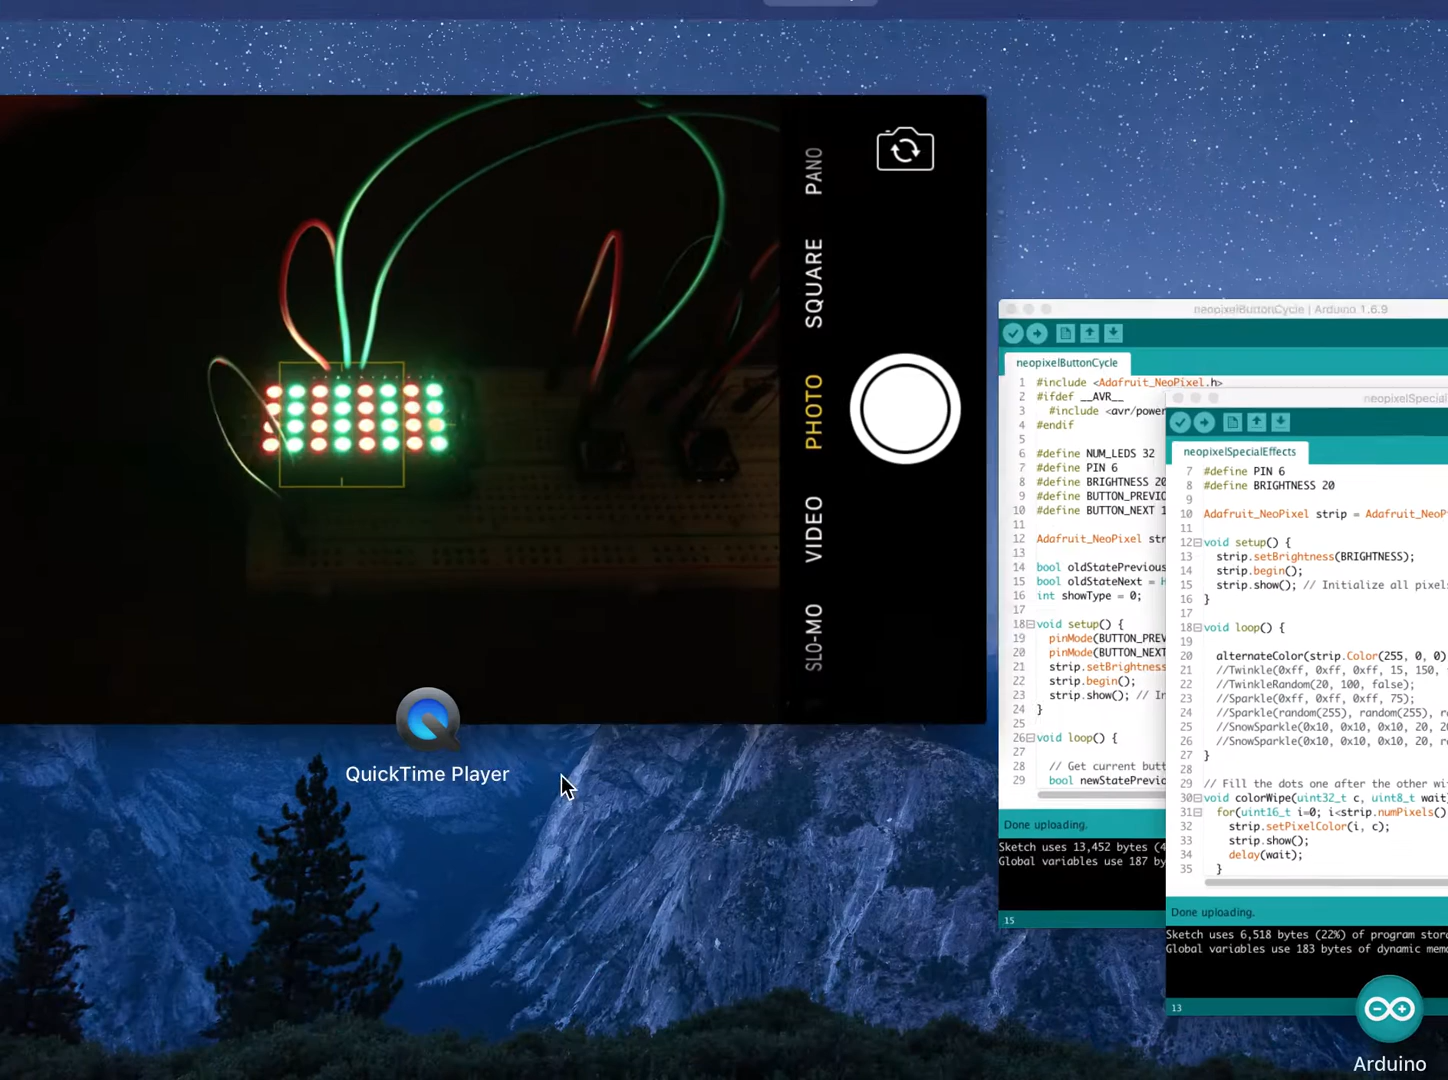 PANO
SQUARE
PHOTO
VIDEO
SLO-MO
QuickTime Player
neopixelButtonCycle | Arduino 1.6.9
neopixelButtonCycle
1 #include <Adafruit_NeoPixel.h>
2 #ifdef __AVR__
3 #include <avr/power
4 #endif
5
6 #define NUM_LEDS 32
7 #define PIN 6
8 #define BRIGHTNESS 20
9 #define BUTTON_PREVIO
10 #define BUTTON_NEXT 1
11
12 Adafruit_NeoPixel str
13
14 bool oldStatePrevious
15 bool oldStateNext = H
16 int showType = 0;
17
18 void setup() {
19 pinMode(BUTTON_PREV
20 pinMode(BUTTON_NEXT
21 strip.setBrightness
22 strip.begin();
23 strip.show(); // In
24 }
25
26 void loop() {
27
28 // Get current butt
29 bool newStatePrevio
Done uploading.
Sketch uses 13,452 bytes (4
Global variables use 187 by
15
neopixelSpecial
neopixelSpecialEffects
7 #define PIN 6
8 #define BRIGHTNESS 20
9
10 Adafruit_NeoPixel strip = Adafruit_NeoP
11
12 void setup() {
13 strip.setBrightness(BRIGHTNESS);
14 strip.begin();
15 strip.show(); // Initialize all pixels
16 }
17
18 void loop() {
19
20 alternateColor(strip.Color(255, 0, 0)
21 //Twinkle(0xff, 0xff, 0xff, 15, 150,
22 //TwinkleRandom(20, 100, false);
23 //Sparkle(0xff, 0xff, 0xff, 75);
24 //Sparkle(random(255), random(255), r
25 //SnowSparkle(0x10, 0x10, 0x10, 20, 20
26 //SnowSparkle(0x10, 0x10, 0x10, 20, r
27 }
28
29 // Fill the dots one after the other wi
30 void colorWipe(uint32_t c, uint8_t wait)
31 for(uint16_t i=0; i<strip.numPixels()
32 strip.setPixelColor(i, c);
33 strip.show();
34 delay(wait);
35 }
Done uploading.
Sketch uses 6,518 bytes (22%) of program stor
Global variables use 183 bytes of dynamic mem
13
Arduino